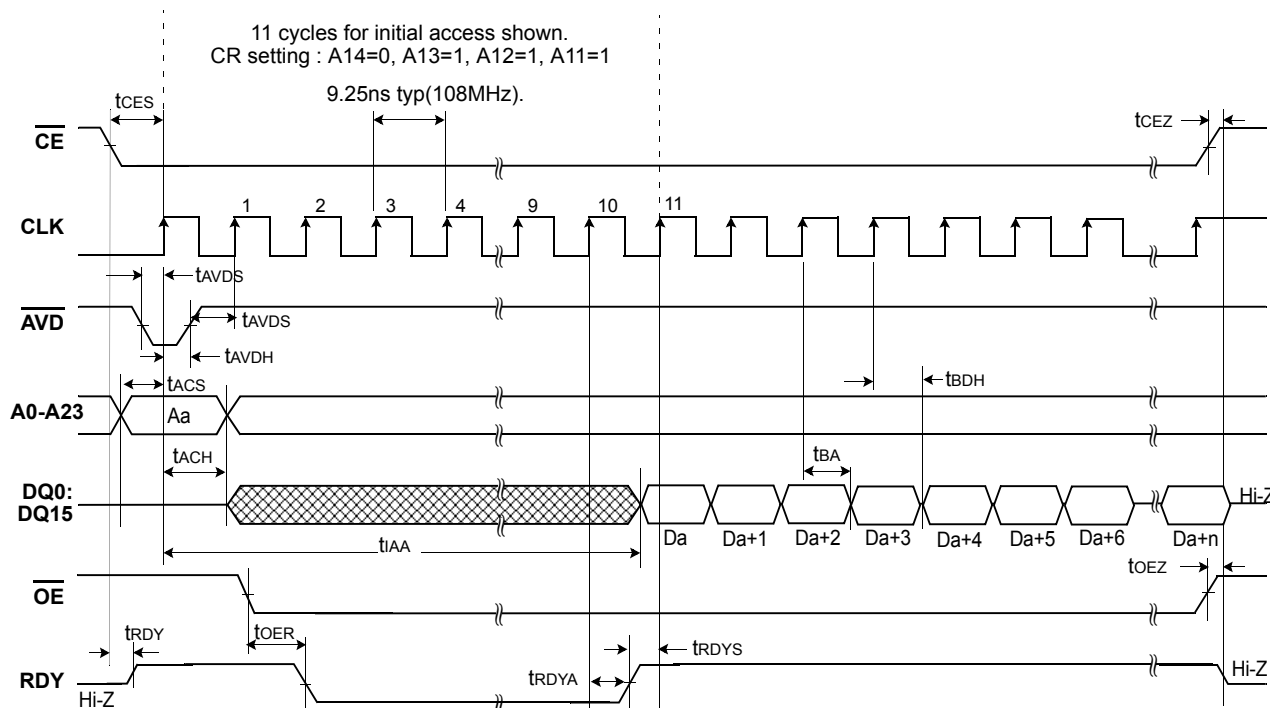 11 cycles for initial access shown.
CR setting : A14=0, A13=1, A12=1, A11=1
9.25ns typ(108MHz).
tCES
tCEZ
CE
1 2 3 4 9 10 11
CLK
tAVDS
AVD
tAVDS
tAVDH
tACS
tBDH
A0-A23
Aa
tACH
tBA
DQ0:
DQ15
Hi-Z
Da Da+1 Da+2 Da+3 Da+4 Da+5 Da+6 Da+n
tIAA
tOEZ
OE
tRDY
tOER
tRDYS
RDY
tRDYA
Hi-Z
Hi-Z